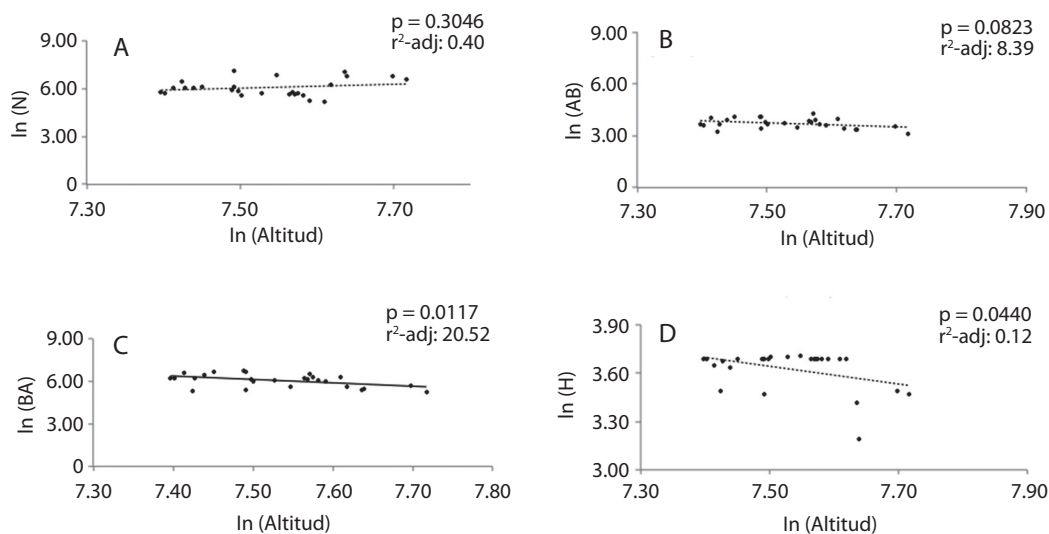 A
p = 0.3046
r²-adj: 0.40
9.00
6.00
3.00
0
ln (N)
7.30
7.50
7.70
ln (Altitud)
B
p = 0.0823
r²-adj: 8.39
9.00
6.00
3.00
0
ln (AB)
7.30
7.50
7.70
7.90
ln (Altitud)
C
p = 0.0117
r²-adj: 20.52
9.00
6.00
3.00
0
ln (BA)
7.30
7.40
7.50
7.60
7.70
7.80
ln (Altitud)
D
p = 0.0440
r²-adj: 0.12
3.90
3.60
3.30
3.00
ln (H)
7.30
7.50
7.70
7.90
ln (Altitud)